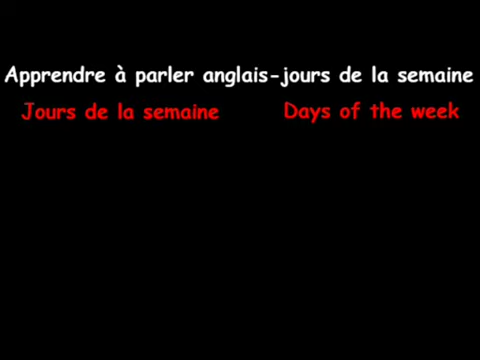 Apprendre à parler anglais-jours de la semaine
Jours de la semaine Days of the week